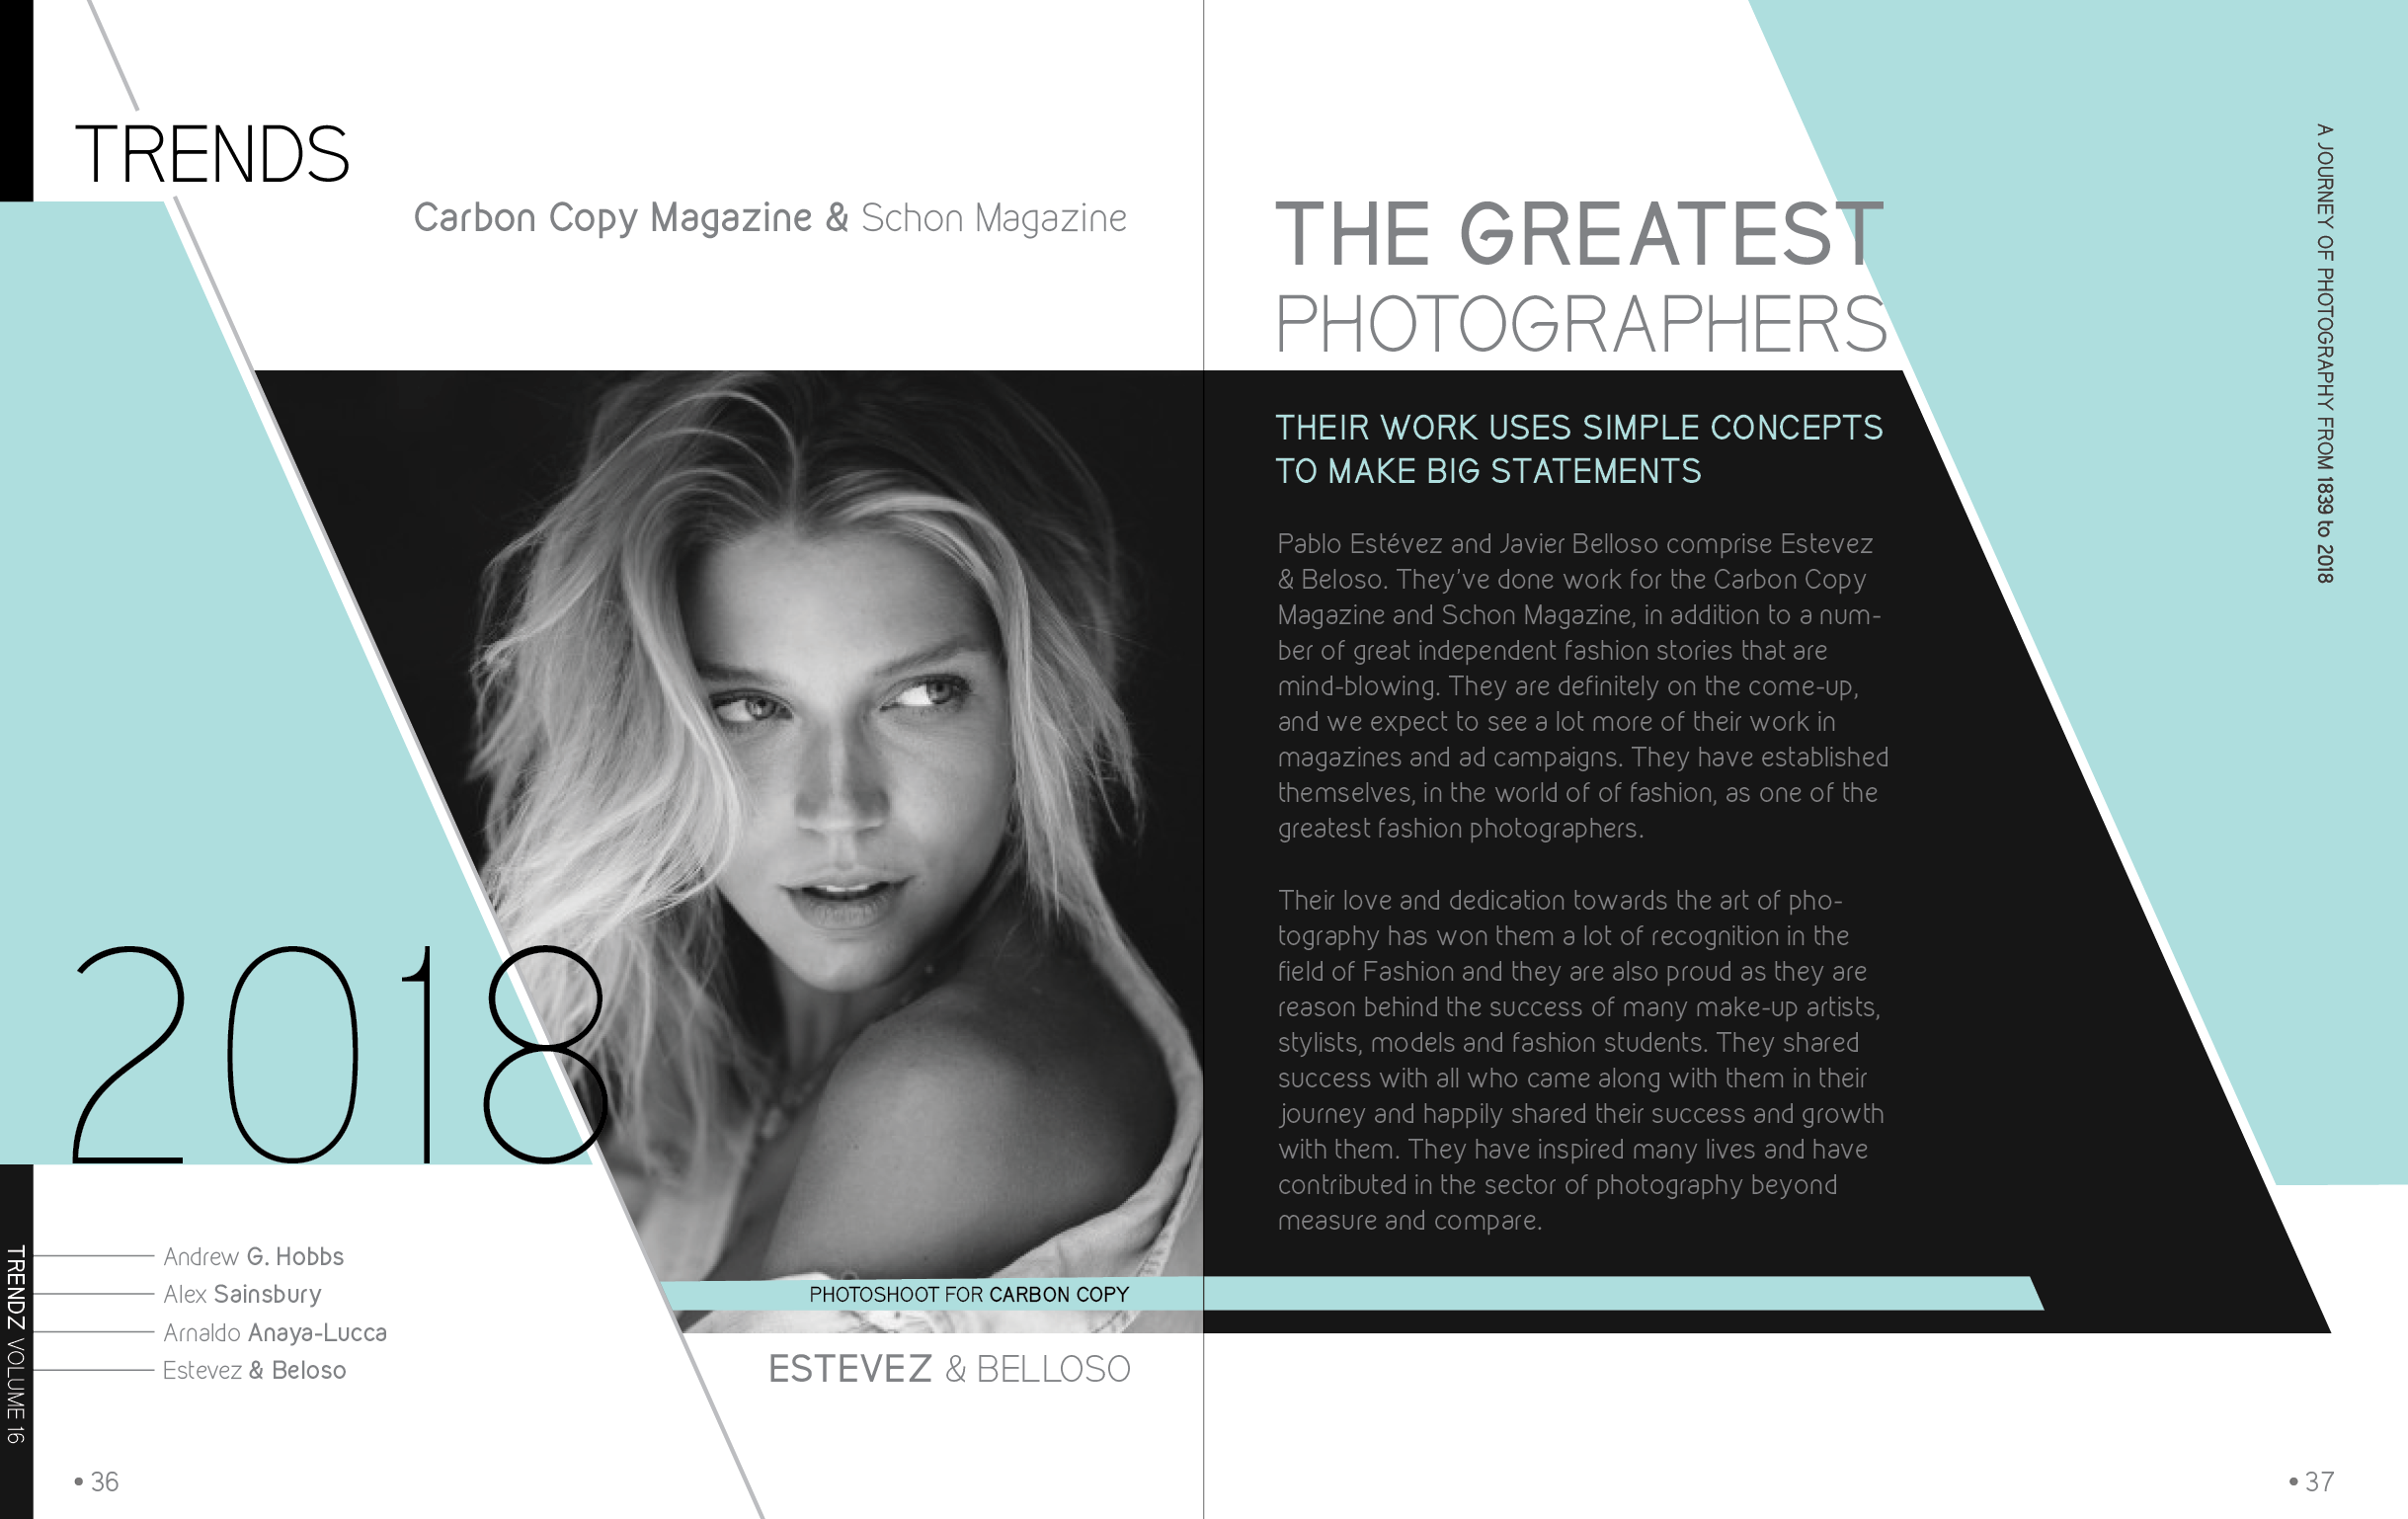 TRENDS
Carbon Copy Magazine & Schon Magazine
2018
Andrew G. Hobbs
Alex Sainsbury
Arnaldo Anaya-Lucca
Estevez & Beloso
TRENDZ VOLUME 16
PHOTOSHOOT FOR CARBON COPY
ESTEVEZ & BELLOSO
• 36
THE GREATEST
PHOTOGRAPHERS
THEIR WORK USES SIMPLE CONCEPTS
TO MAKE BIG STATEMENTS
Pablo Estévez and Javier Belloso comprise Estevez
& Beloso. They've done work for the Carbon Copy
Magazine and Schon Magazine, in addition to a num-
ber of great independent fashion stories that are
mind-blowing. They are definitely on the come-up,
and we expect to see a lot more of their work in
magazines and ad campaigns. They have established
themselves, in the world of of fashion, as one of the
greatest fashion photographers.
Their love and dedication towards the art of pho-
tography has won them a lot of recognition in the
field of Fashion and they are also proud as they are
reason behind the success of many make-up artists,
stylists, models and fashion students. They shared
success with all who came along with them in their
journey and happily shared their success and growth
with them. They have inspired many lives and have
contributed in the sector of photography beyond
measure and compare.
A JOURNEY OF PHOTOGRAPHY FROM 1839 to 2018
• 37